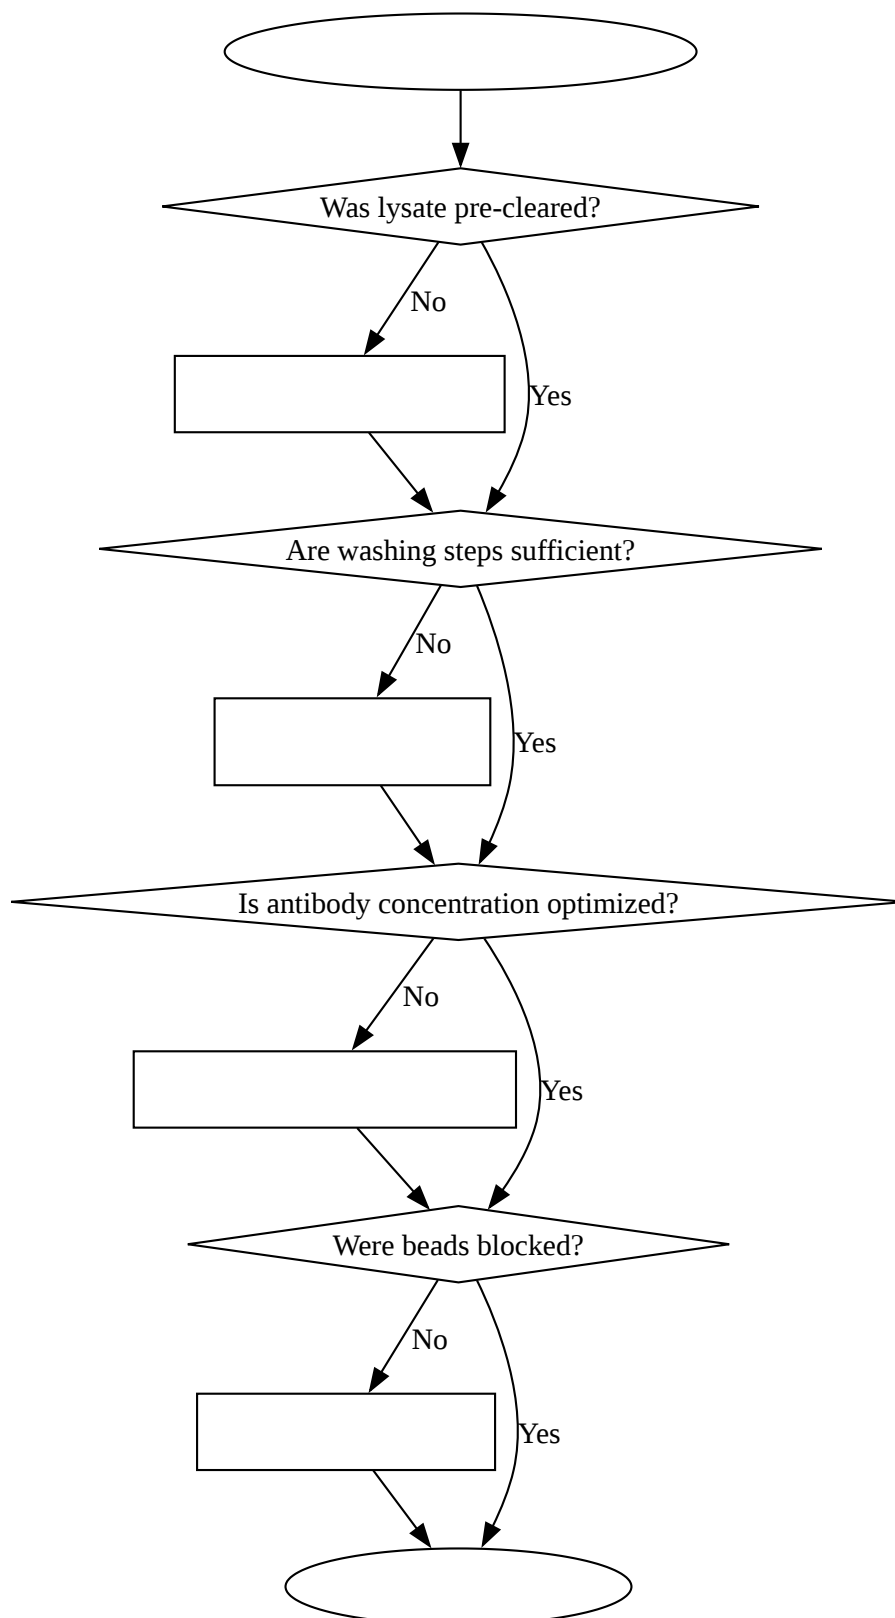 Was lysate pre-cleared?
No
Yes
Are washing steps sufficient?
No
Yes
Is antibody concentration optimized?
No
Yes
Were beads blocked?
No
Yes